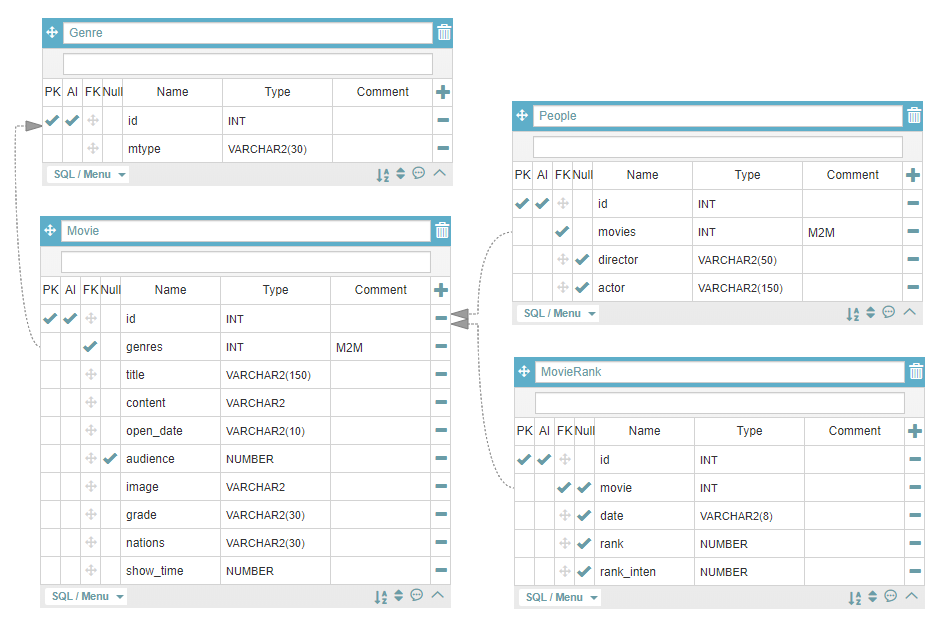 Genre
PK AI FK Null Name Type Comment
id INT
mtype VARCHAR2(30)
SQL / Menu
Movie
PK AI FK Null Name Type Comment
id INT
genres INT M2M
title VARCHAR2(150)
content VARCHAR2
open_date VARCHAR2(10)
audience NUMBER
image VARCHAR2
grade VARCHAR2(30)
nations VARCHAR2(30)
show_time NUMBER
SQL / Menu
People
PK AI FK Null Name Type Comment
id INT
movies INT M2M
director VARCHAR2(50)
actor VARCHAR2(150)
SQL / Menu
MovieRank
PK AI FK Null Name Type Comment
id INT
movie INT
date VARCHAR2(8)
rank NUMBER
rank_inten NUMBER
SQL / Menu